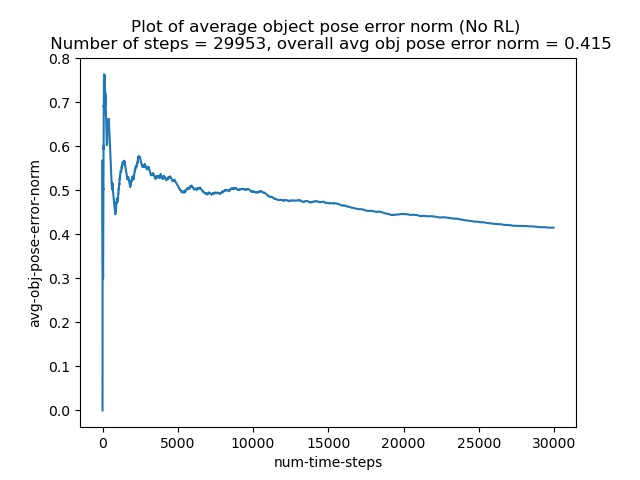 Plot of average object pose error norm (No RL)
Number of steps = 29953, overall avg obj pose error norm = 0.415
0.8
0.7
0.6
0.5
0.4
0.3
0.2
0.1
0.0
avg-obj-pose-error-norm
0 5000 10000 15000 20000 25000 30000
num-time-steps